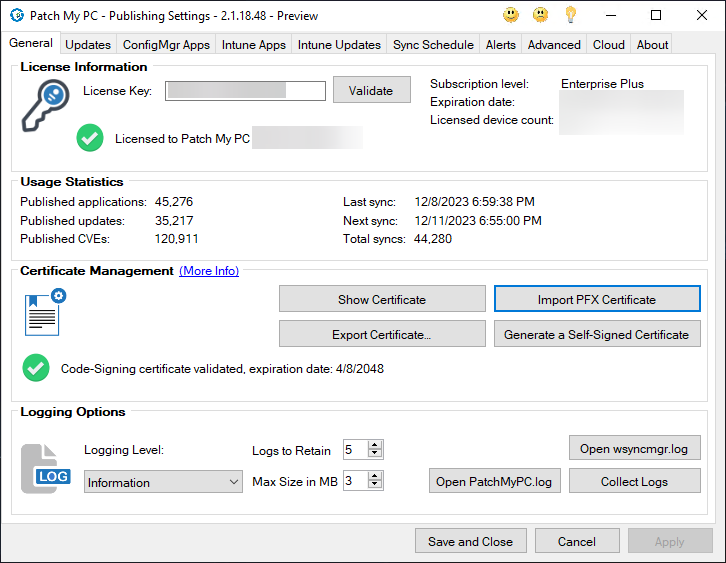 Patch My PC - Publishing Settings - 2.1.18.48 - Preview
General Updates ConfigMgr Apps Intune Apps Intune Updates Sync Schedule Alerts Advanced Cloud About
License Information
License Key: Validate
Subscription level: Enterprise Plus
Expiration date:
Licensed device count:
Licensed to Patch My PC
Usage Statistics
Published applications: 45,276 Last sync: 12/8/2023 6:59:38 PM
Published updates: 35,217 Next sync: 12/11/2023 6:55:00 PM
Published CVEs: 120,911 Total syncs: 44,280
Certificate Management (More Info)
Show Certificate Import PFX Certificate
Export Certificate... Generate a Self-Signed Certificate
Code-Signing certificate validated, expiration date: 4/8/2048
Logging Options
Logging Level: Logs to Retain 5 Open wsyncmgr.log
LOG
Information Max Size in MB 3 Open PatchMyPC.log Collect Logs
Save and Close Cancel Apply